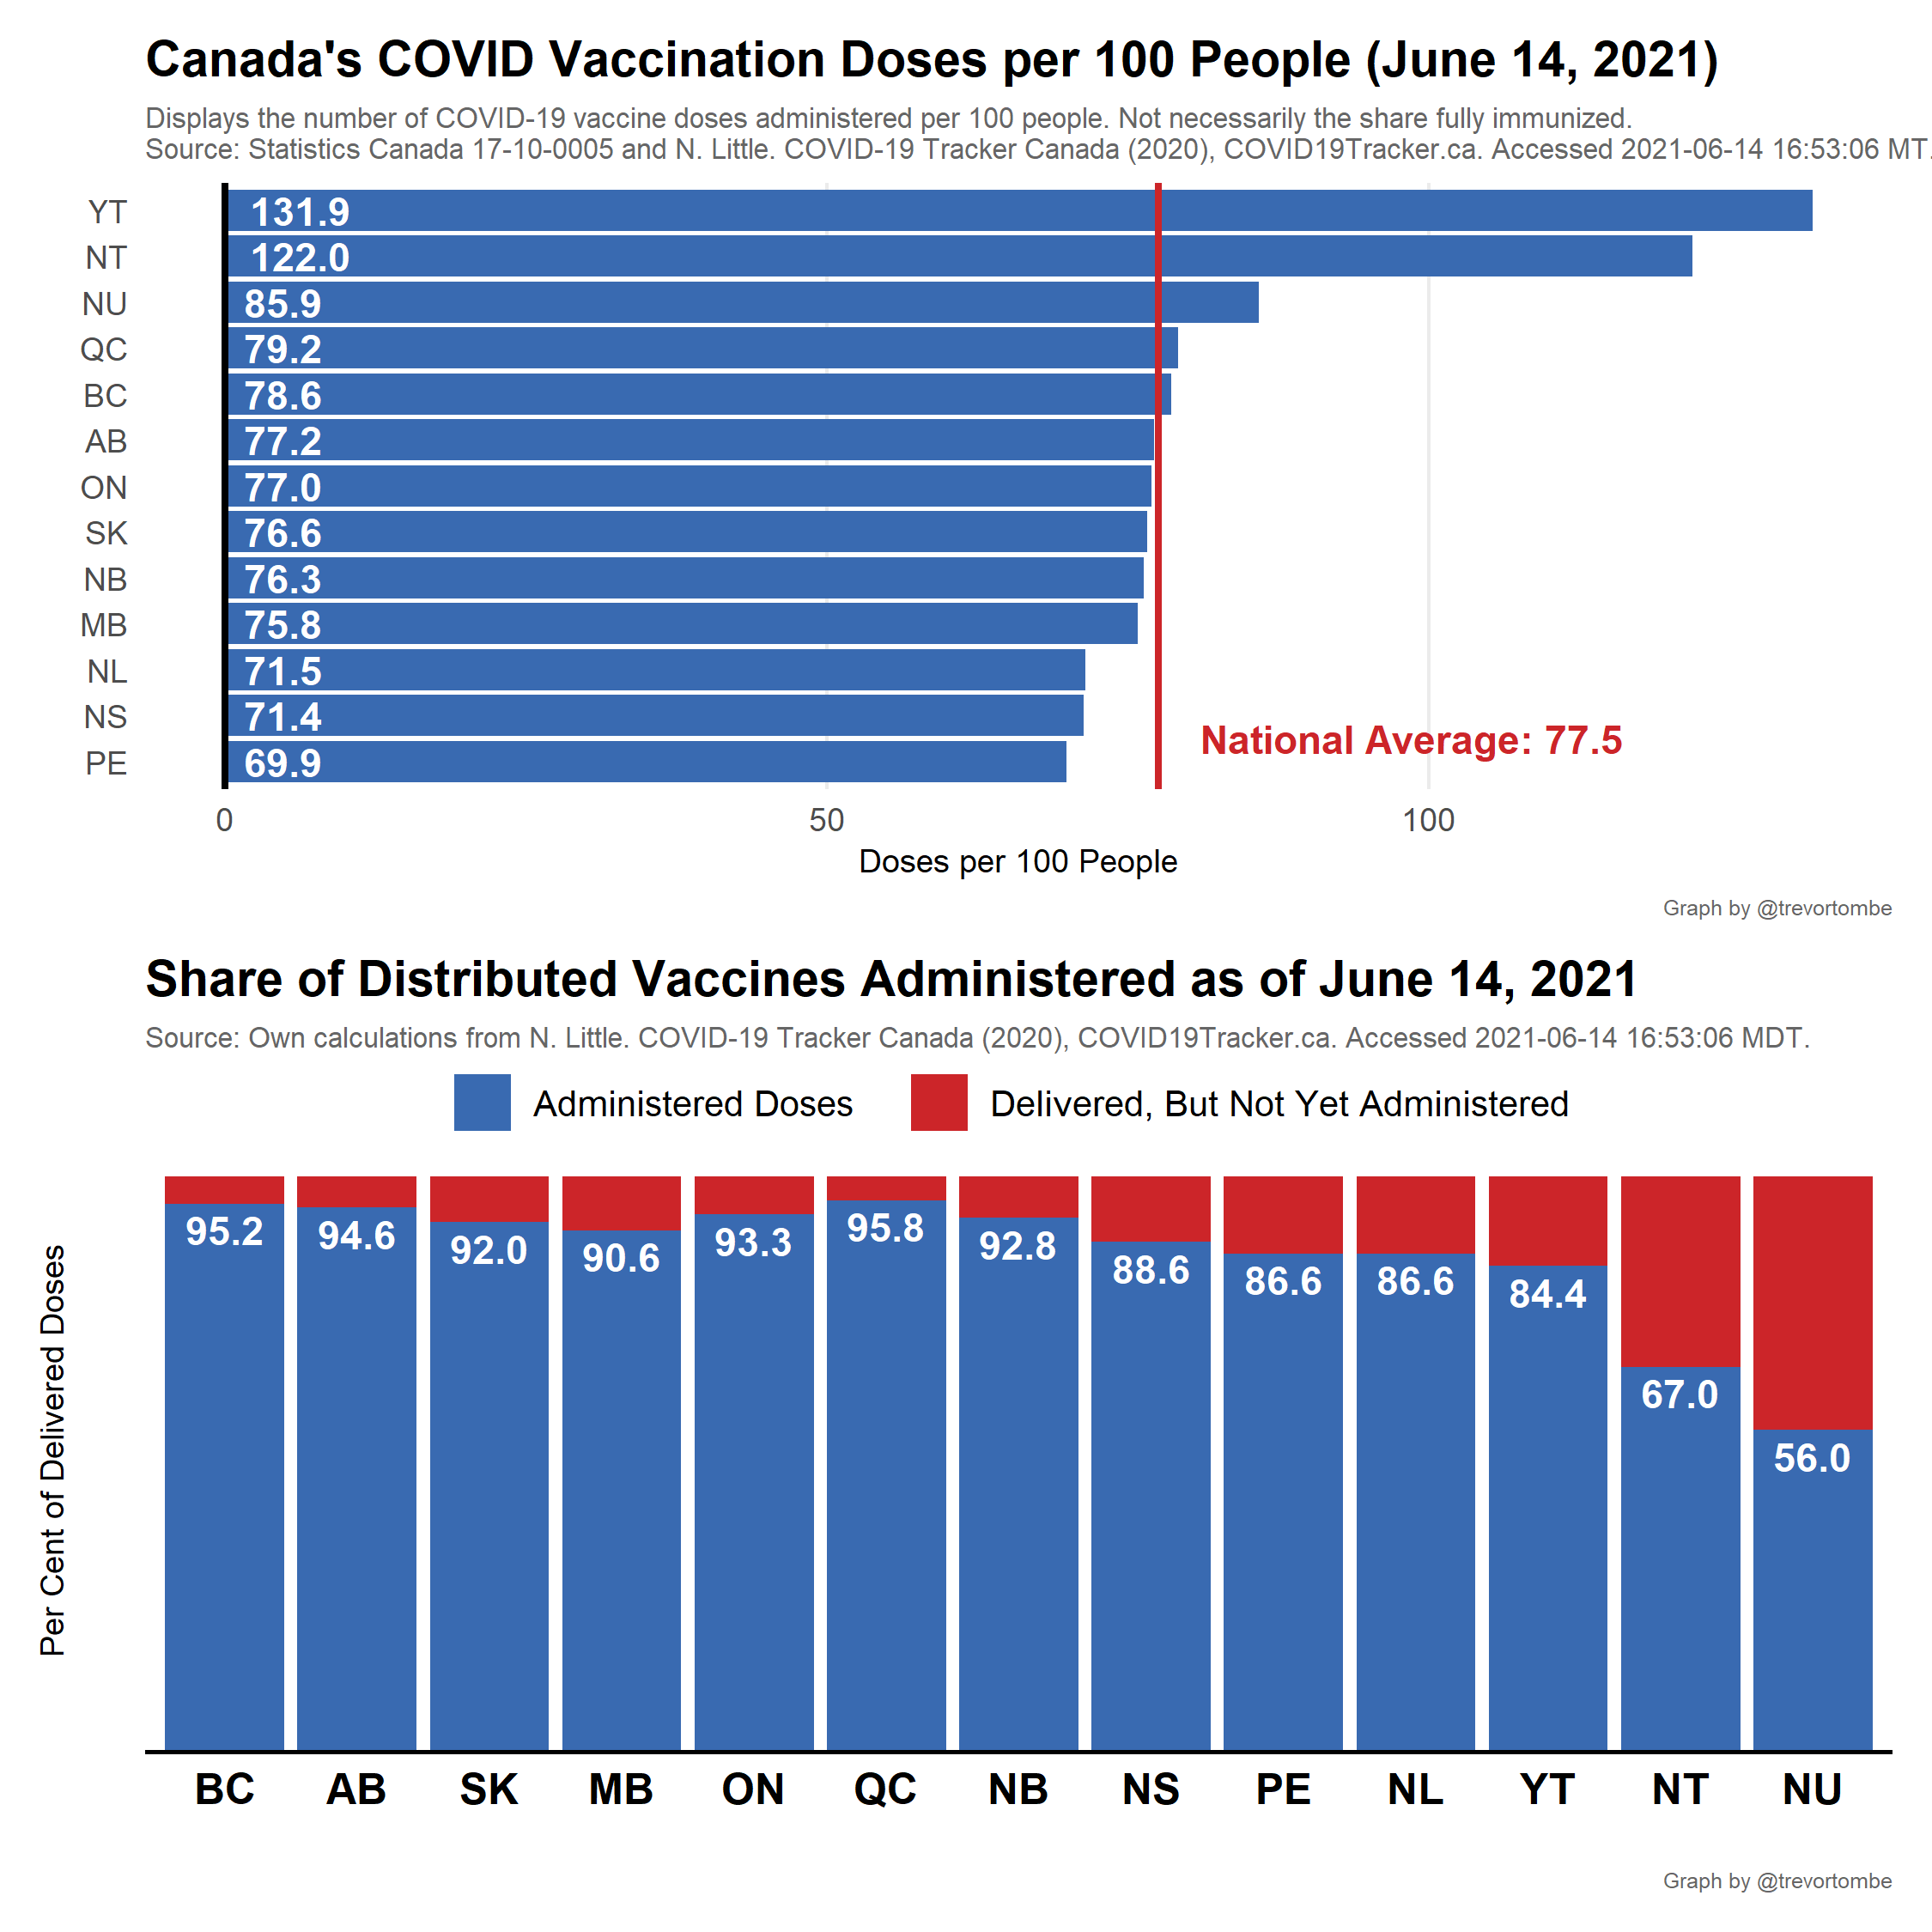 Canada's COVID Vaccination Doses per 100 People (June 14, 2021)
Displays the number of COVID-19 vaccine doses administered per 100 people. Not necessarily the share fully immunized.
Source: Statistics Canada 17-10-0005 and N. Little. COVID-19 Tracker Canada (2020), COVID19Tracker.ca. Accessed 2021-06-14 16:53:06 MT.
YT 131.9
NT 122.0
NU 85.9
QC 79.2
BC 78.6
AB 77.2
ON 77.0
SK 76.6
NB 76.3
MB 75.8
NL 71.5
NS 71.4
National Average: 77.5
PE 69.9
0 50 100
Doses per 100 People
Graph by @trevortombe
Share of Distributed Vaccines Administered as of June 14, 2021
Source: Own calculations from N. Little. COVID-19 Tracker Canada (2020), COVID19Tracker.ca. Accessed 2021-06-14 16:53:06 MDT.
Administered Doses Delivered, But Not Yet Administered
Per Cent of Delivered Doses
95.2 94.6 92.0 90.6 93.3 95.8 92.8 88.6 86.6 86.6 84.4 67.0 56.0
BC AB SK MB ON QC NB NS PE NL YT NT NU
Graph by @trevortombe